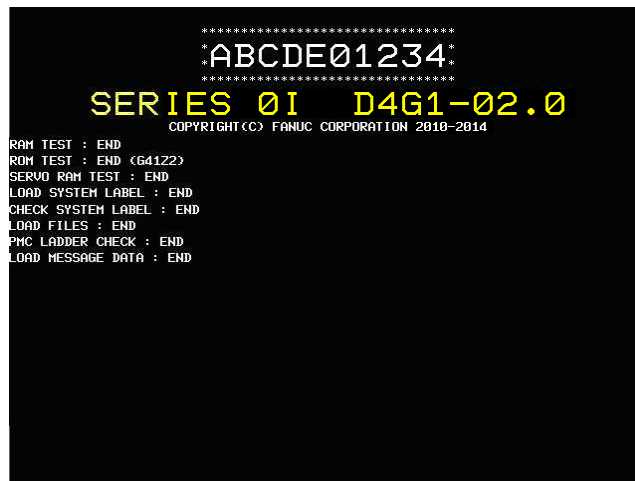 ******************************
*ABCDE01234*
******************************
SERIES 0I D4G1-02.0
COPYRIGHT(C) FANUC CORPORATION 2010-2014
RAM TEST : END
ROM TEST : END (G41Z2)
SERVO RAM TEST : END
LOAD SYSTEM LABEL : END
CHECK SYSTEM LABEL : END
LOAD FILES : END
PMC LADDER CHECK : END
LOAD MESSAGE DATA : END